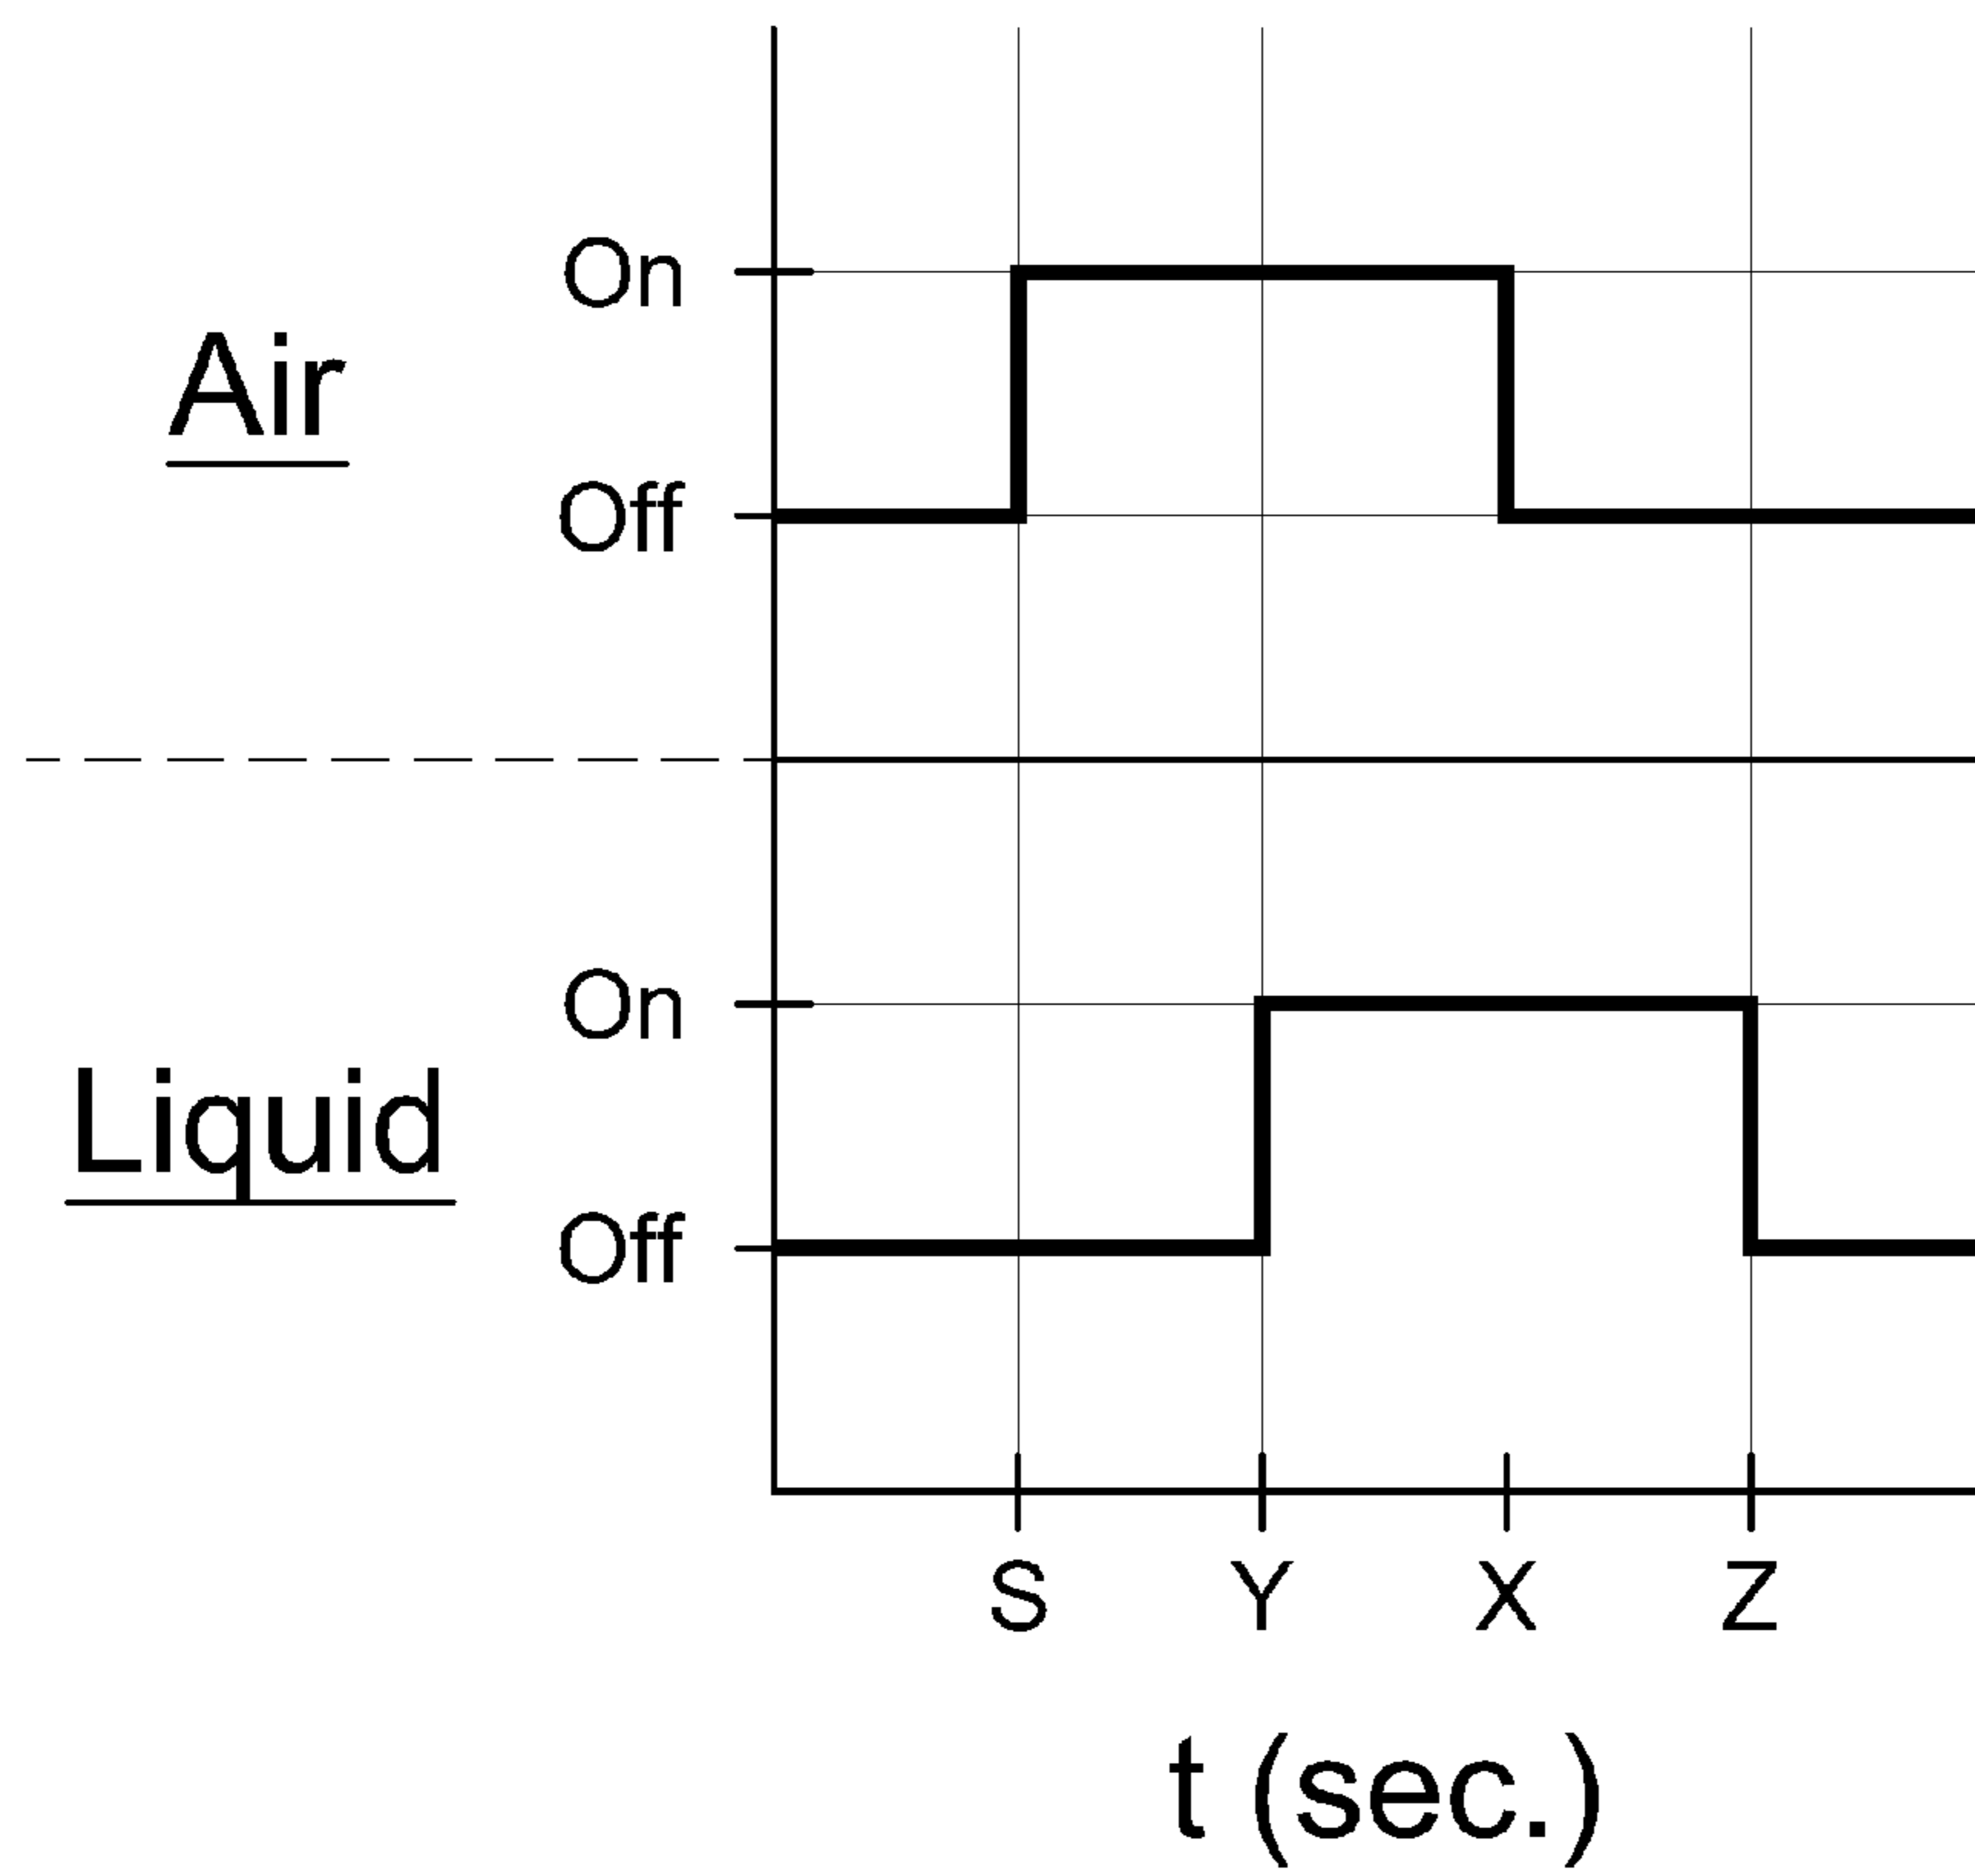 On
Air
Off
On
Liquid
Off
S Y X Z
t (sec.)